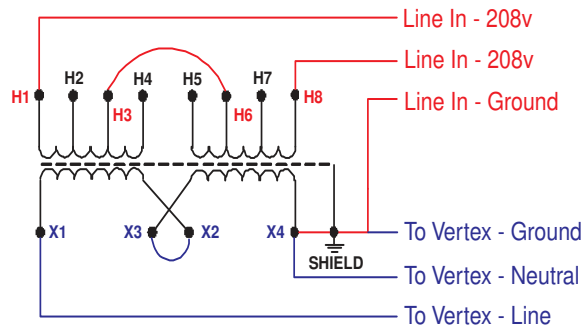 Line In - 208v
Line In - 208v
H1 H2 H3 H4 H5 H6 H7 H8
Line In - Ground
X1 X3 X2 X4
To Vertex - Ground
SHIELD
To Vertex - Neutral
To Vertex - Line